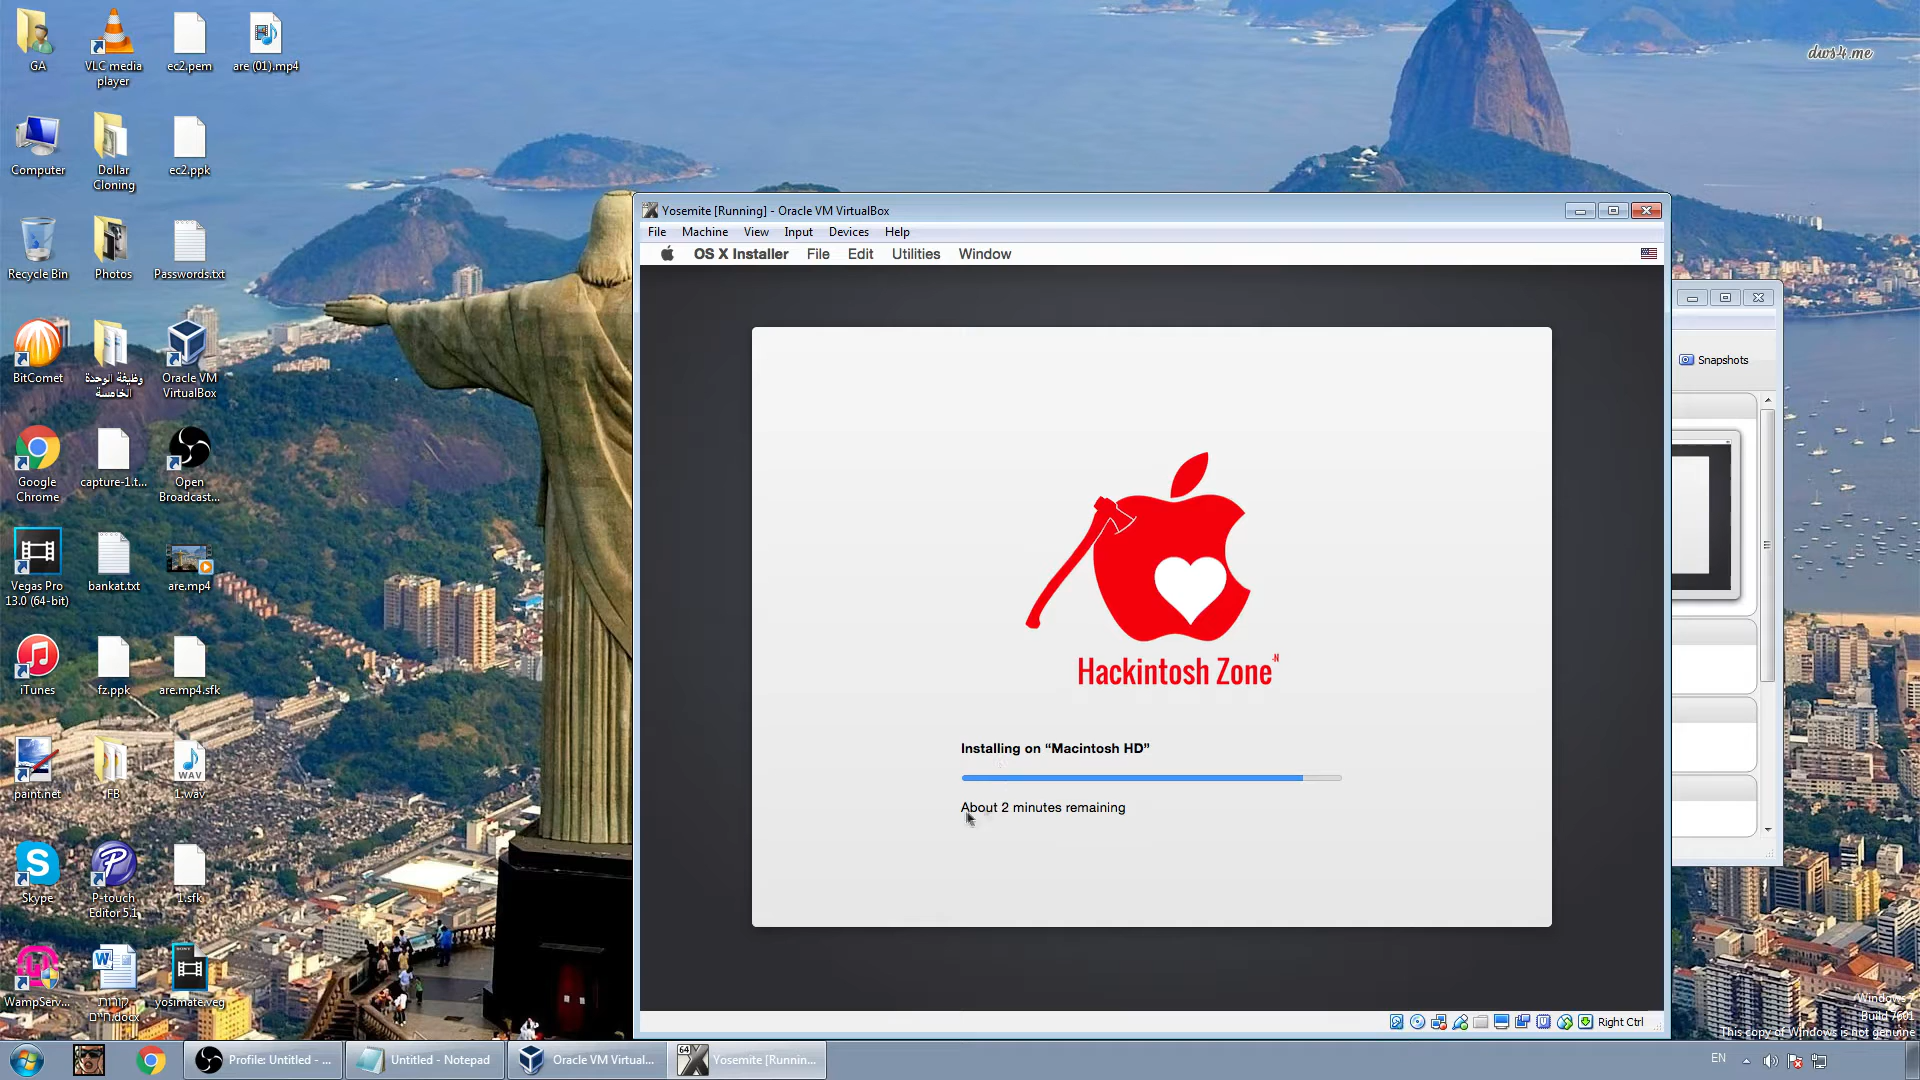 GA
VLC media
player
ec2.pem
are (01).mp4
dws4.me
Computer
Dollar
Cloning
ec2.ppk
Recycle Bin
Photos
Passwords.txt
BitComet
وظيفة الوحدة
الخامسة
Oracle VM
VirtualBox
Google
Chrome
capture-1.t...
Open
Broadcast...
Vegas Pro
13.0 (64-bit)
bankat.txt
are.mp4
iTunes
fz.ppk
are.mp4.sfk
paint.net
FB
WAV
1.wav
Skype
P-touch
Editor 5.1
1.sfk
WampServ...
קורות
חיים.docx
yosimate.veg
Yosemite [Running] - Oracle VM VirtualBox
File Machine View Input Devices Help
OS X Installer File Edit Utilities Window
Snapshots
Hackintosh Zone
Installing on “Macintosh HD”
About 2 minutes remaining
Right Ctrl
Windows 7
Build 7601
This copy of Windows is not genuine
Profile: Untitled - ...
Untitled - Notepad
Oracle VM Virtual...
64
Yosemite [Runnin...
EN